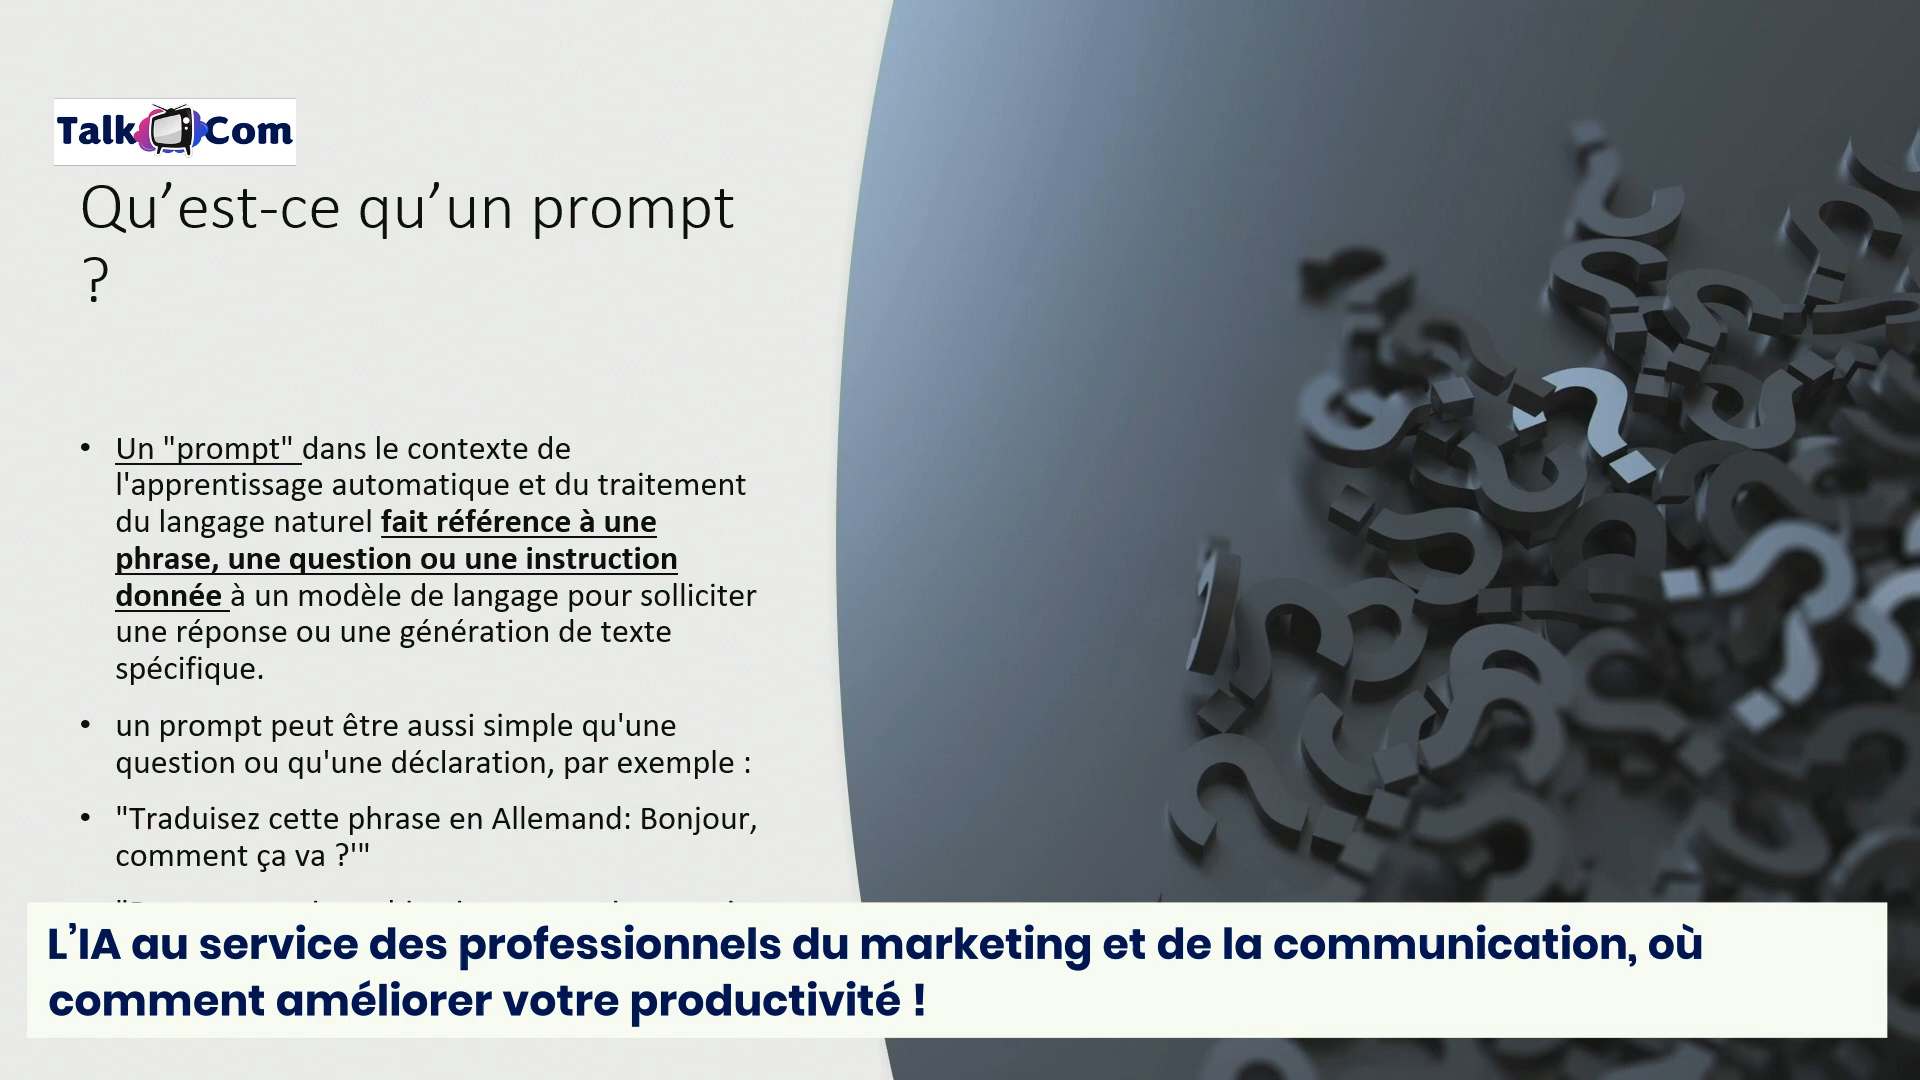 Talk Com
Qu’est-ce qu’un prompt
?
• Un "prompt" dans le contexte de
l'apprentissage automatique et du traitement
du langage naturel fait référence à une
phrase, une question ou une instruction
donnée à un modèle de langage pour solliciter
une réponse ou une génération de texte
spécifique.
• un prompt peut être aussi simple qu'une
question ou qu'une déclaration, par exemple :
• "Traduisez cette phrase en Allemand: Bonjour,
comment ça va ?'"
L’IA au service des professionnels du marketing et de la communication, où
comment améliorer votre productivité !